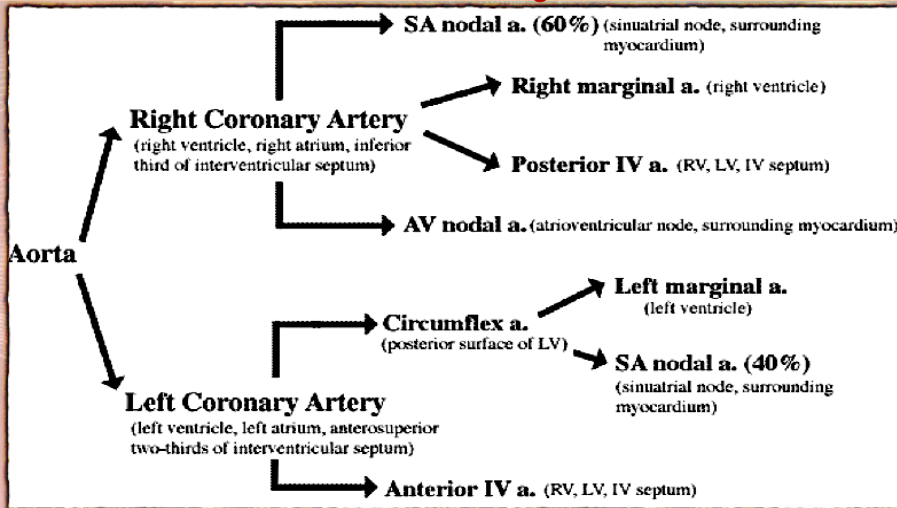 SA nodal a. (60%) (sinuatrial node, surrounding
myocardium)
Right marginal a. (right ventricle)
Right Coronary Artery
(right ventricle, right atrium, inferior
third of interventricular septum)
Posterior IV a. (RV, LV, IV septum)
AV nodal a. (atrioventricular node, surrounding myocardium)
Aorta
Left marginal a.
(left ventricle)
Circumflex a.
(posterior surface of LV)
SA nodal a. (40%)
(sinuatrial node, surrounding
myocardium)
Left Coronary Artery
(left ventricle, left atrium, anterosuperior
two-thirds of interventricular septum)
Anterior IV a. (RV, LV, IV septum)